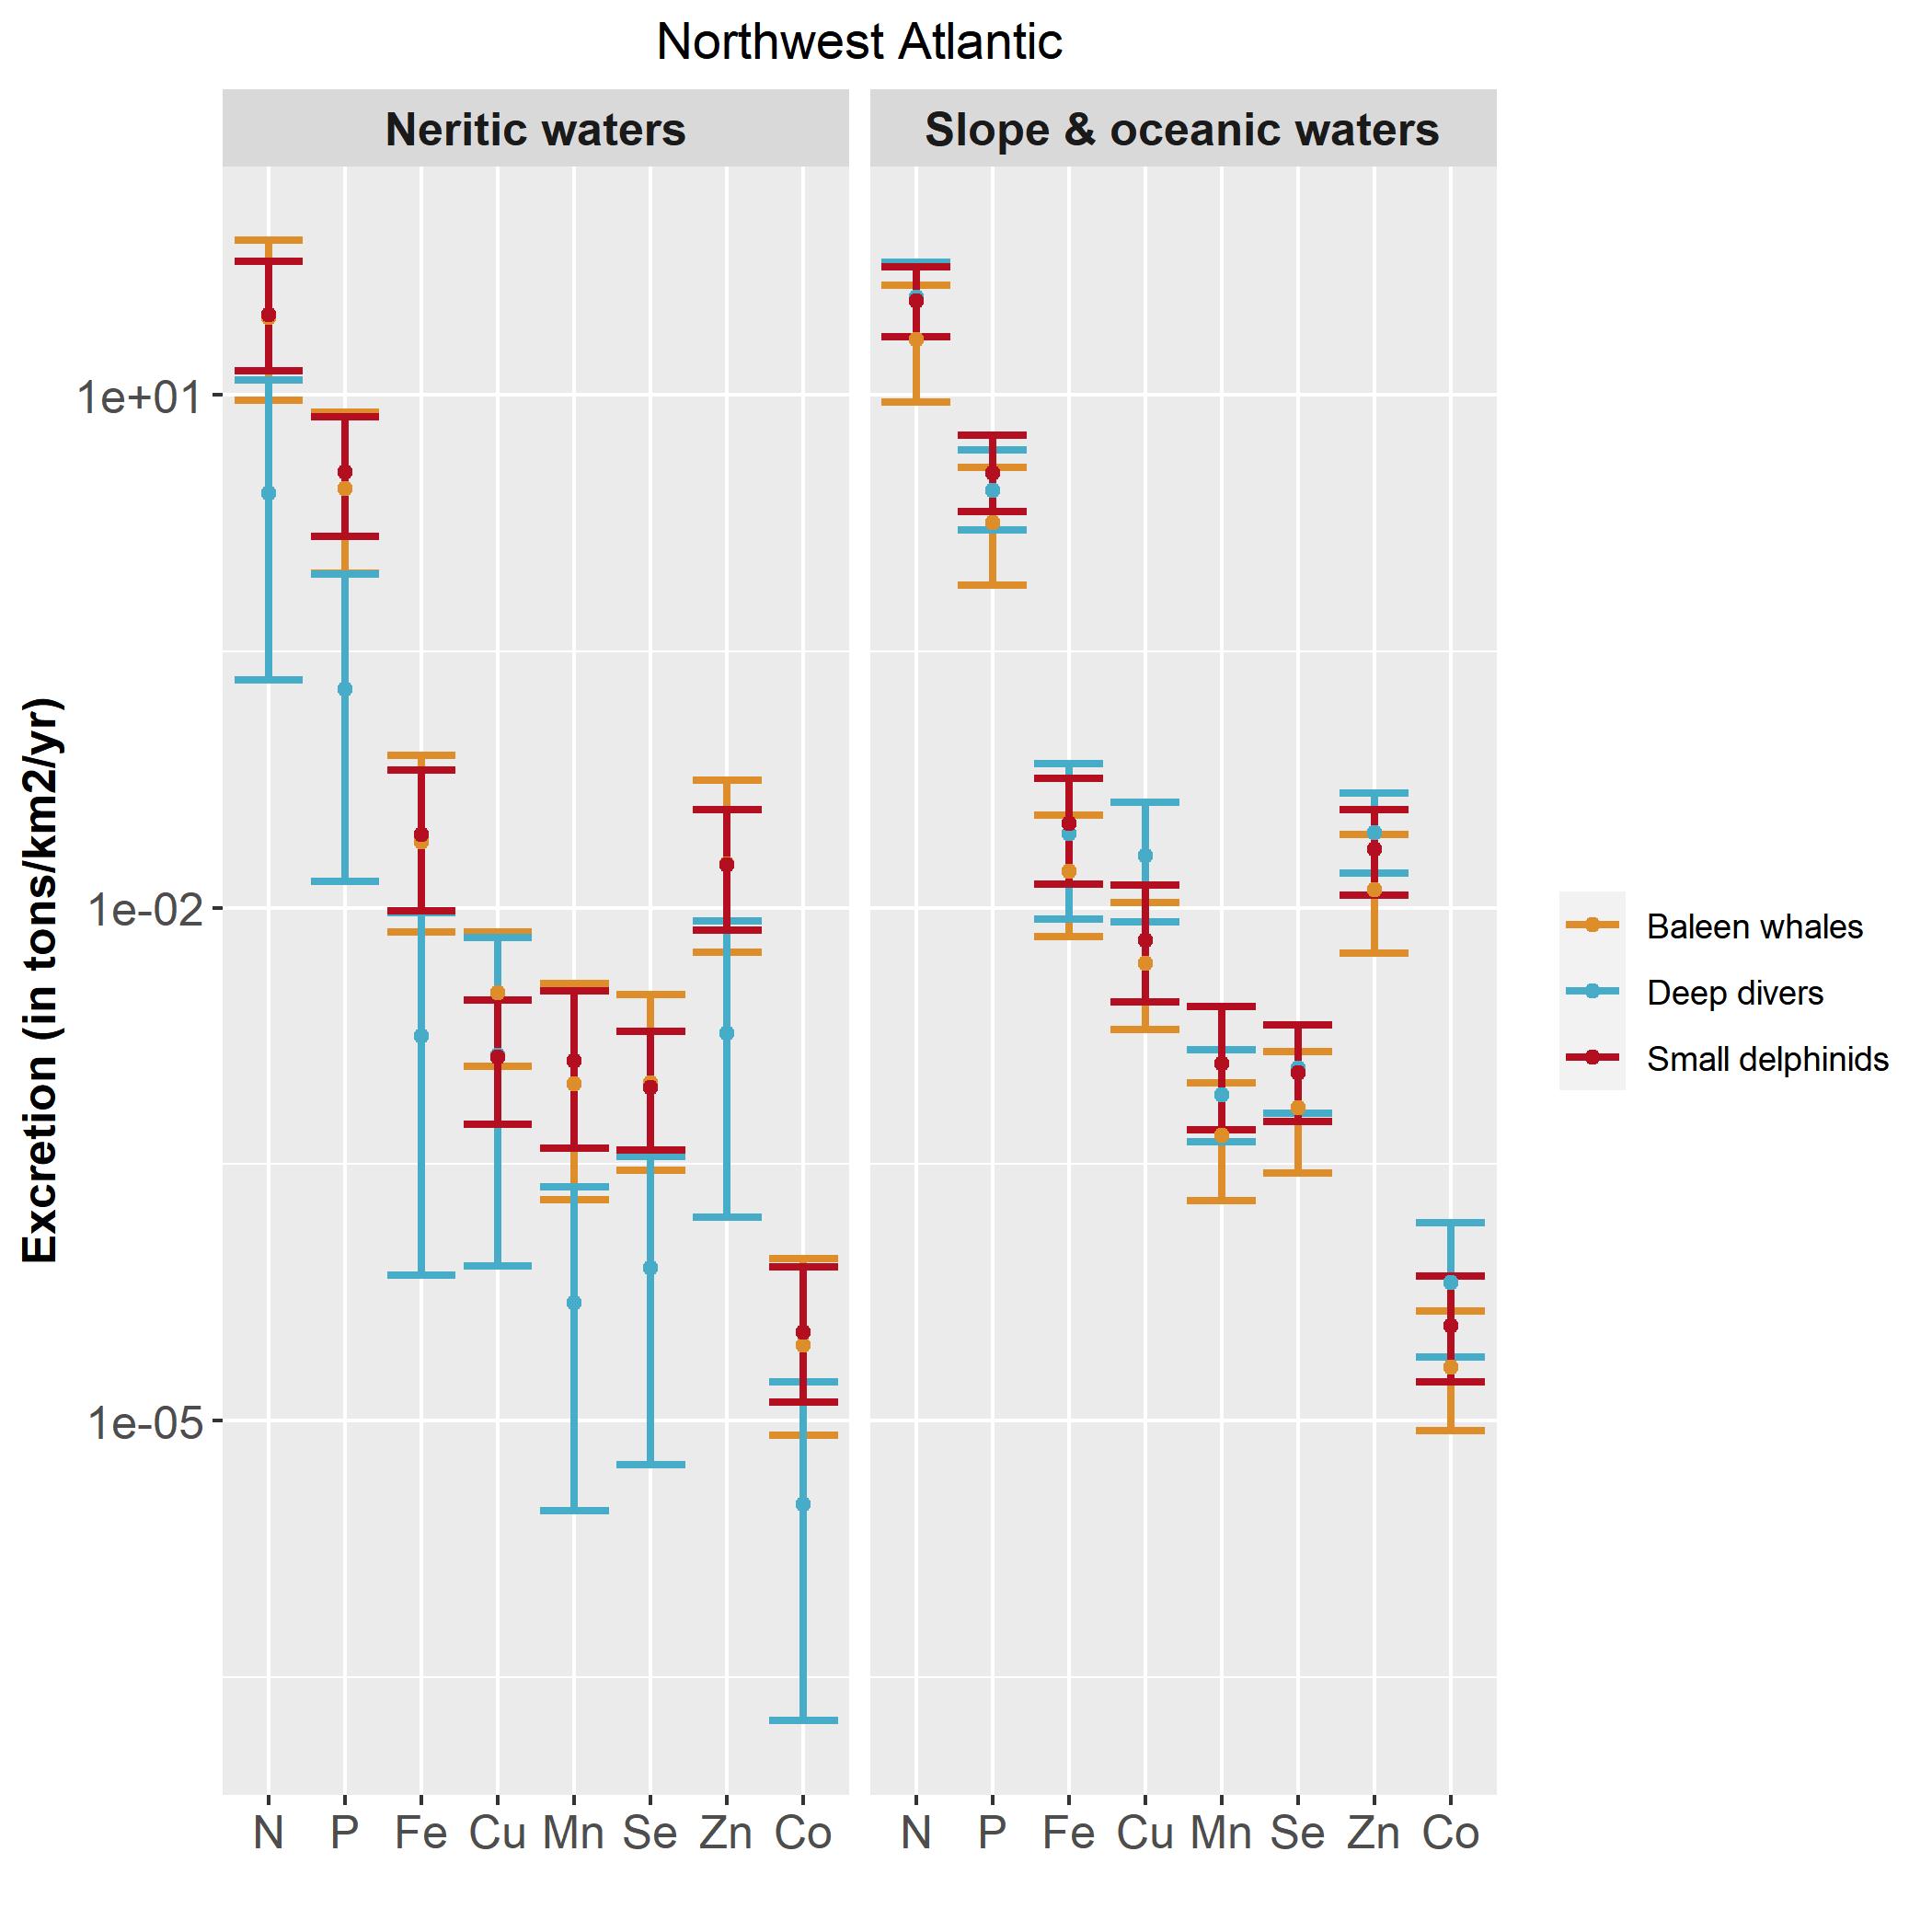 Northwest Atlantic
Neritic waters
Slope & oceanic waters
Excretion (in tons/km2/yr)
1e+01
1e-02
1e-05
N P Fe Cu Mn Se Zn Co
N P Fe Cu Mn Se Zn Co
Baleen whales
Deep divers
Small delphinids